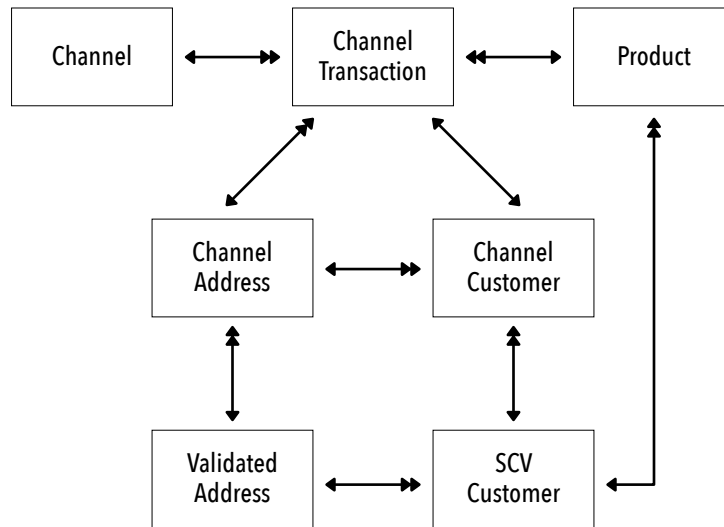 Channel
Channel
Transaction
Product
Channel
Address
Channel
Customer
Validated
Address
SCV
Customer